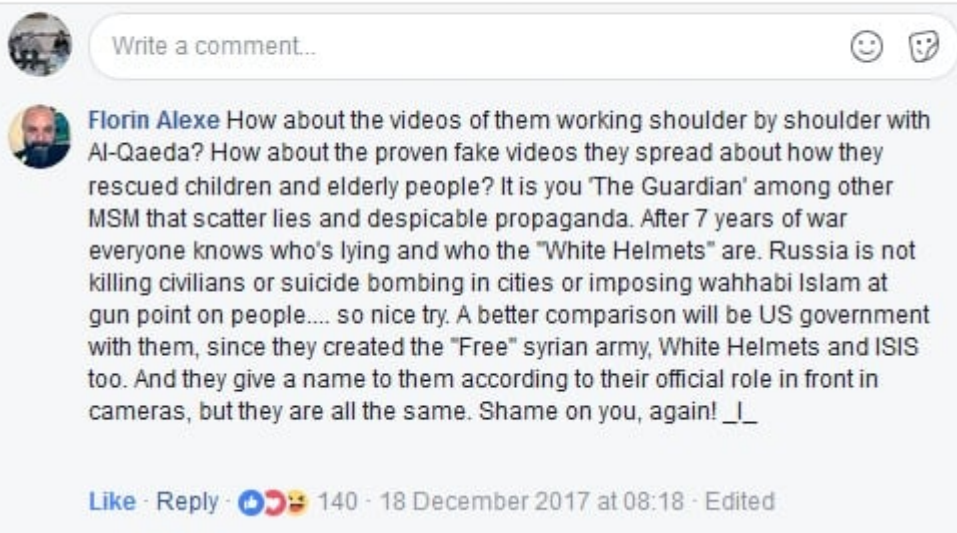 Write a comment...
Florin Alexe How about the videos of them working shoulder by shoulder with
Al-Qaeda? How about the proven fake videos they spread about how they
rescued children and elderly people? It is you 'The Guardian' among other
MSM that scatter lies and despicable propaganda. After 7 years of war
everyone knows who's lying and who the "White Helmets" are. Russia is not
killing civilians or suicide bombing in cities or imposing wahhabi Islam at
gun point on people.... so nice try. A better comparison will be US government
with them, since they created the "Free" syrian army, White Helmets and ISIS
too. And they give a name to them according to their official role in front in
cameras, but they are all the same. Shame on you, again! _I_
Like · Reply · 140 · 18 December 2017 at 08:18 · Edited